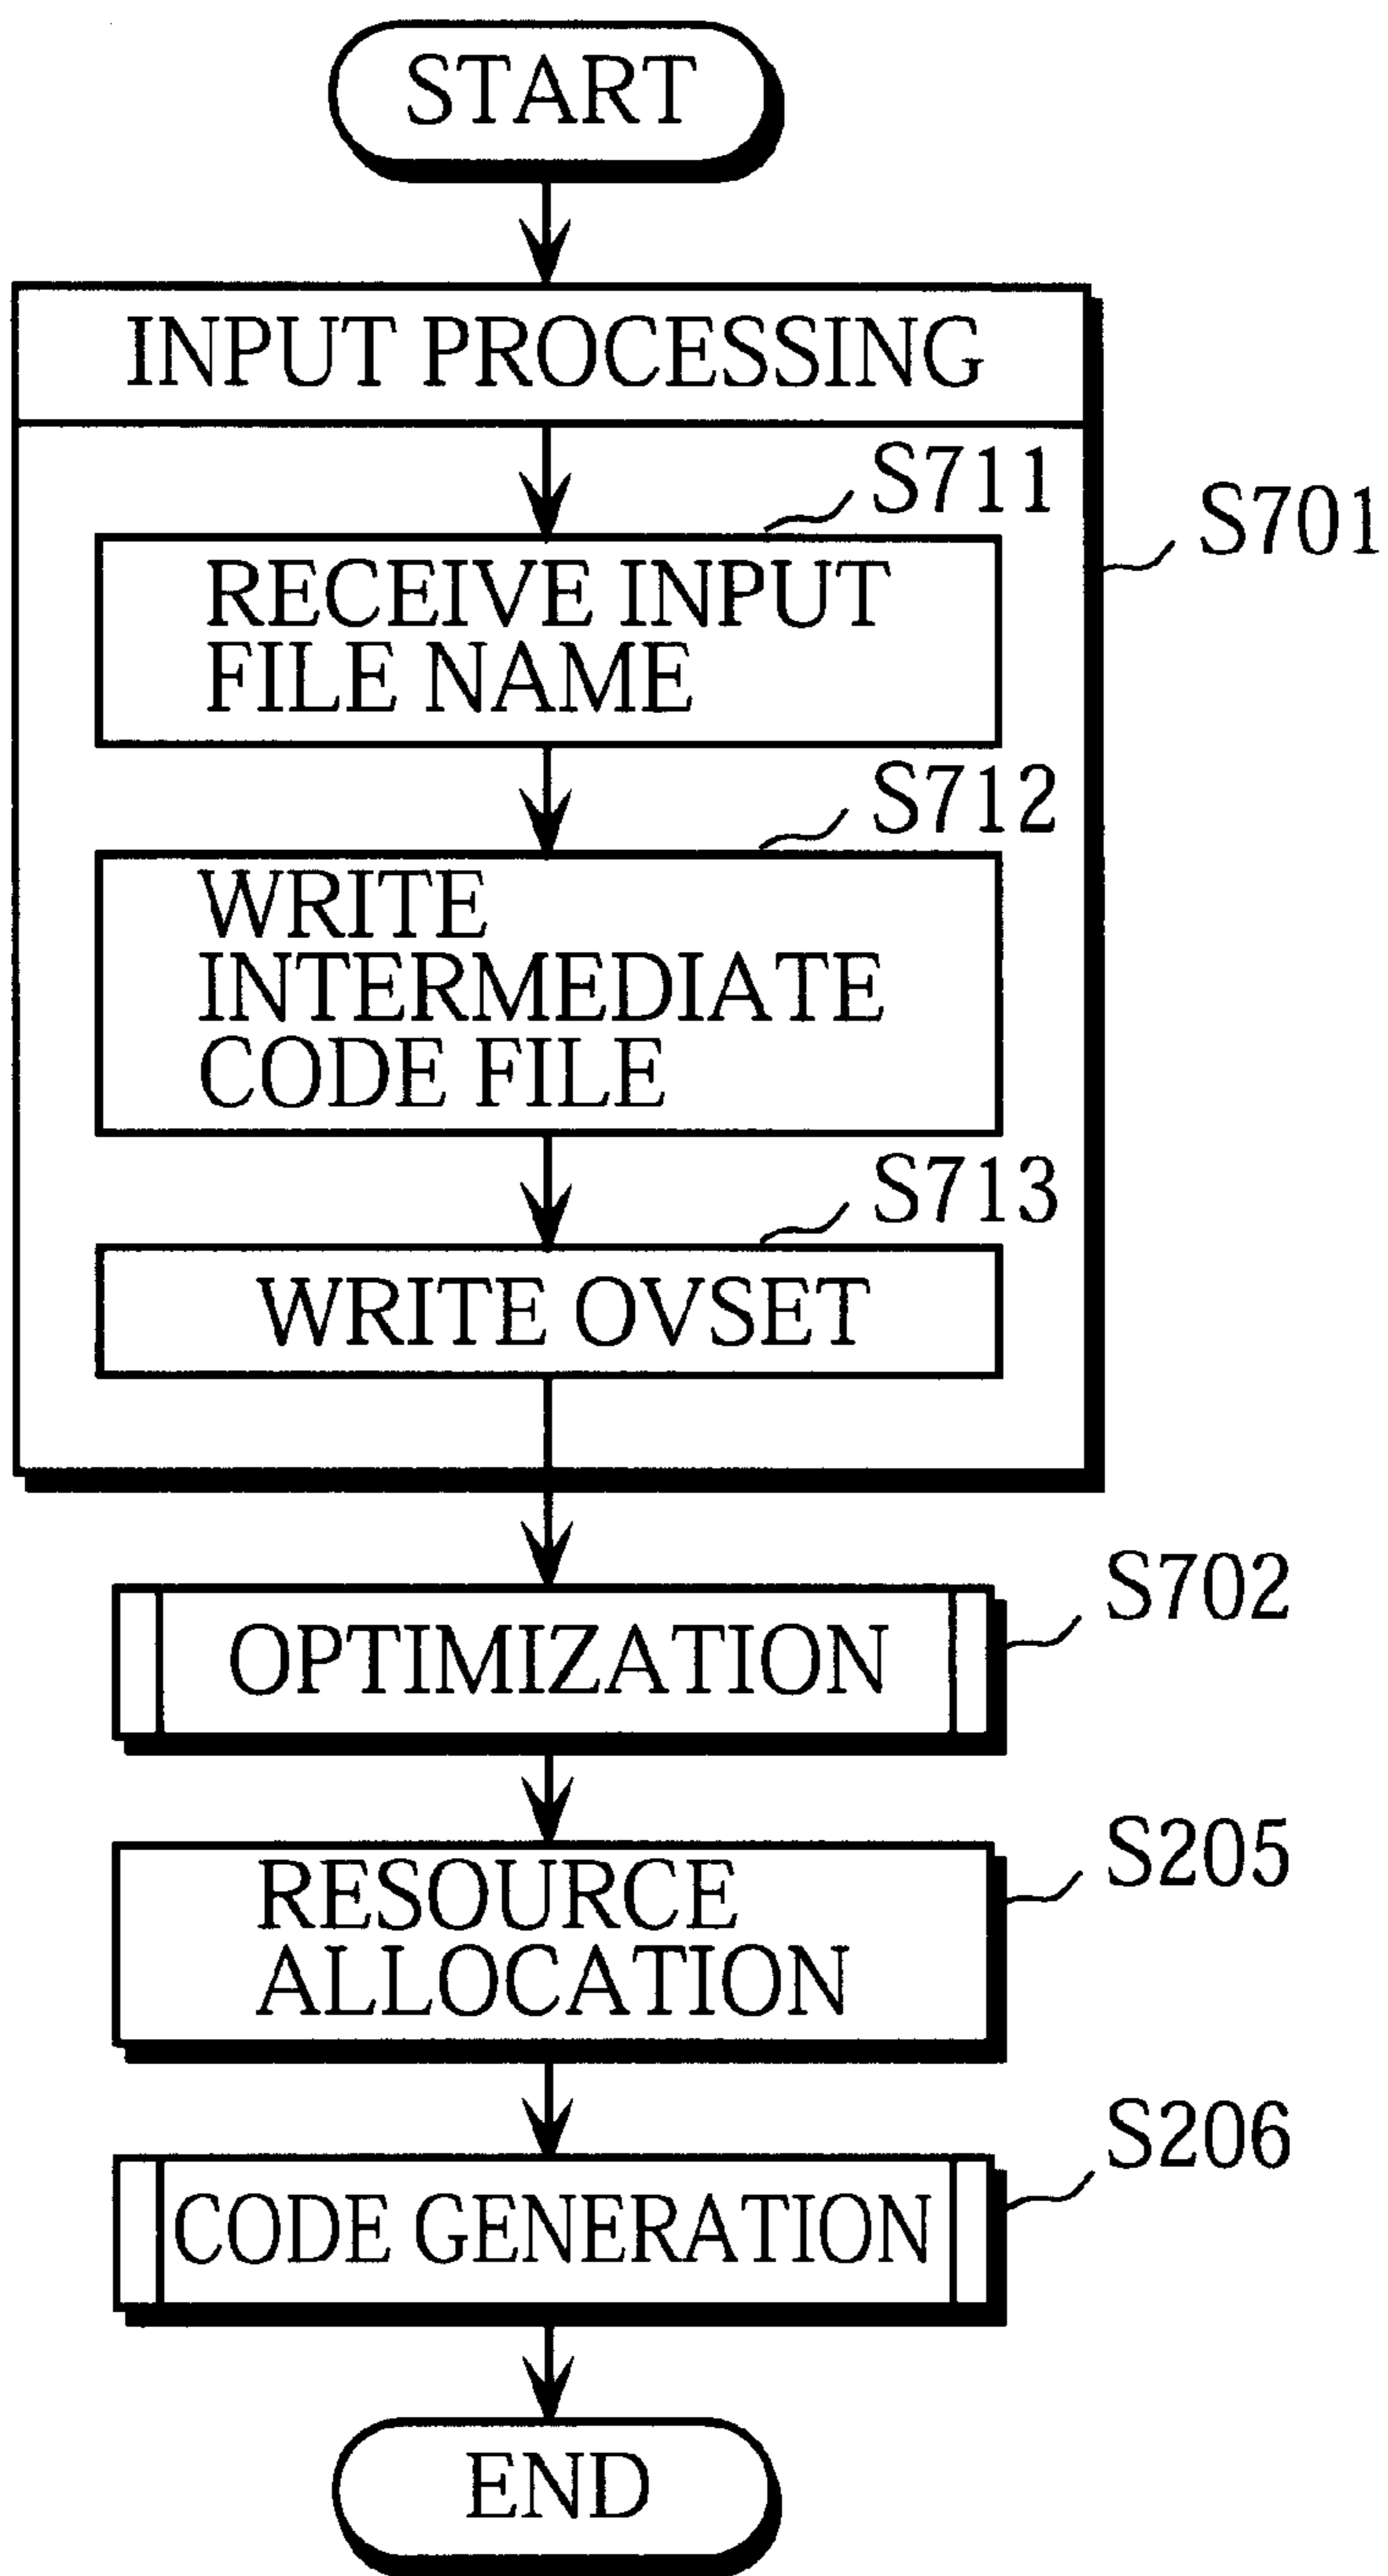 START
INPUT PROCESSING
S711
S701
RECEIVE INPUT
FILE NAME
S712
WRITE
INTERMEDIATE
CODE FILE
S713
WRITE OVSET
S702
OPTIMIZATION
S205
RESOURCE
ALLOCATION
S206
CODE GENERATION
END